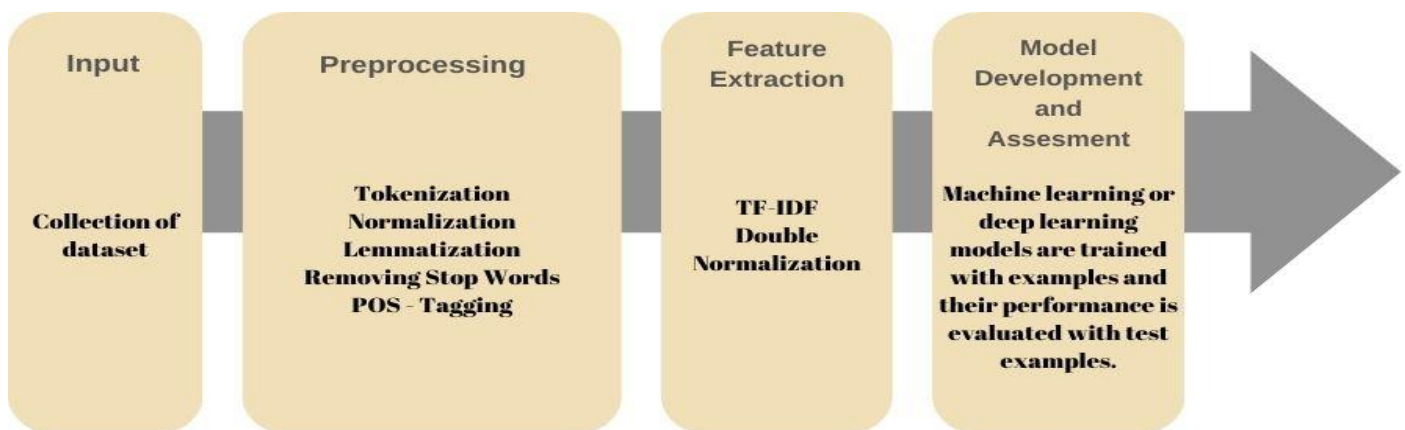 Input
Collection of
dataset
Preprocessing
Tokenization
Normalization
Lemmatization
Removing Stop Words
POS - Tagging
Feature
Extraction
TF-IDF
Double
Normalization
Model
Development
and
Assesment
Machine learning or
deep learning
models are trained
with examples and
their performance is
evaluated with test
examples.